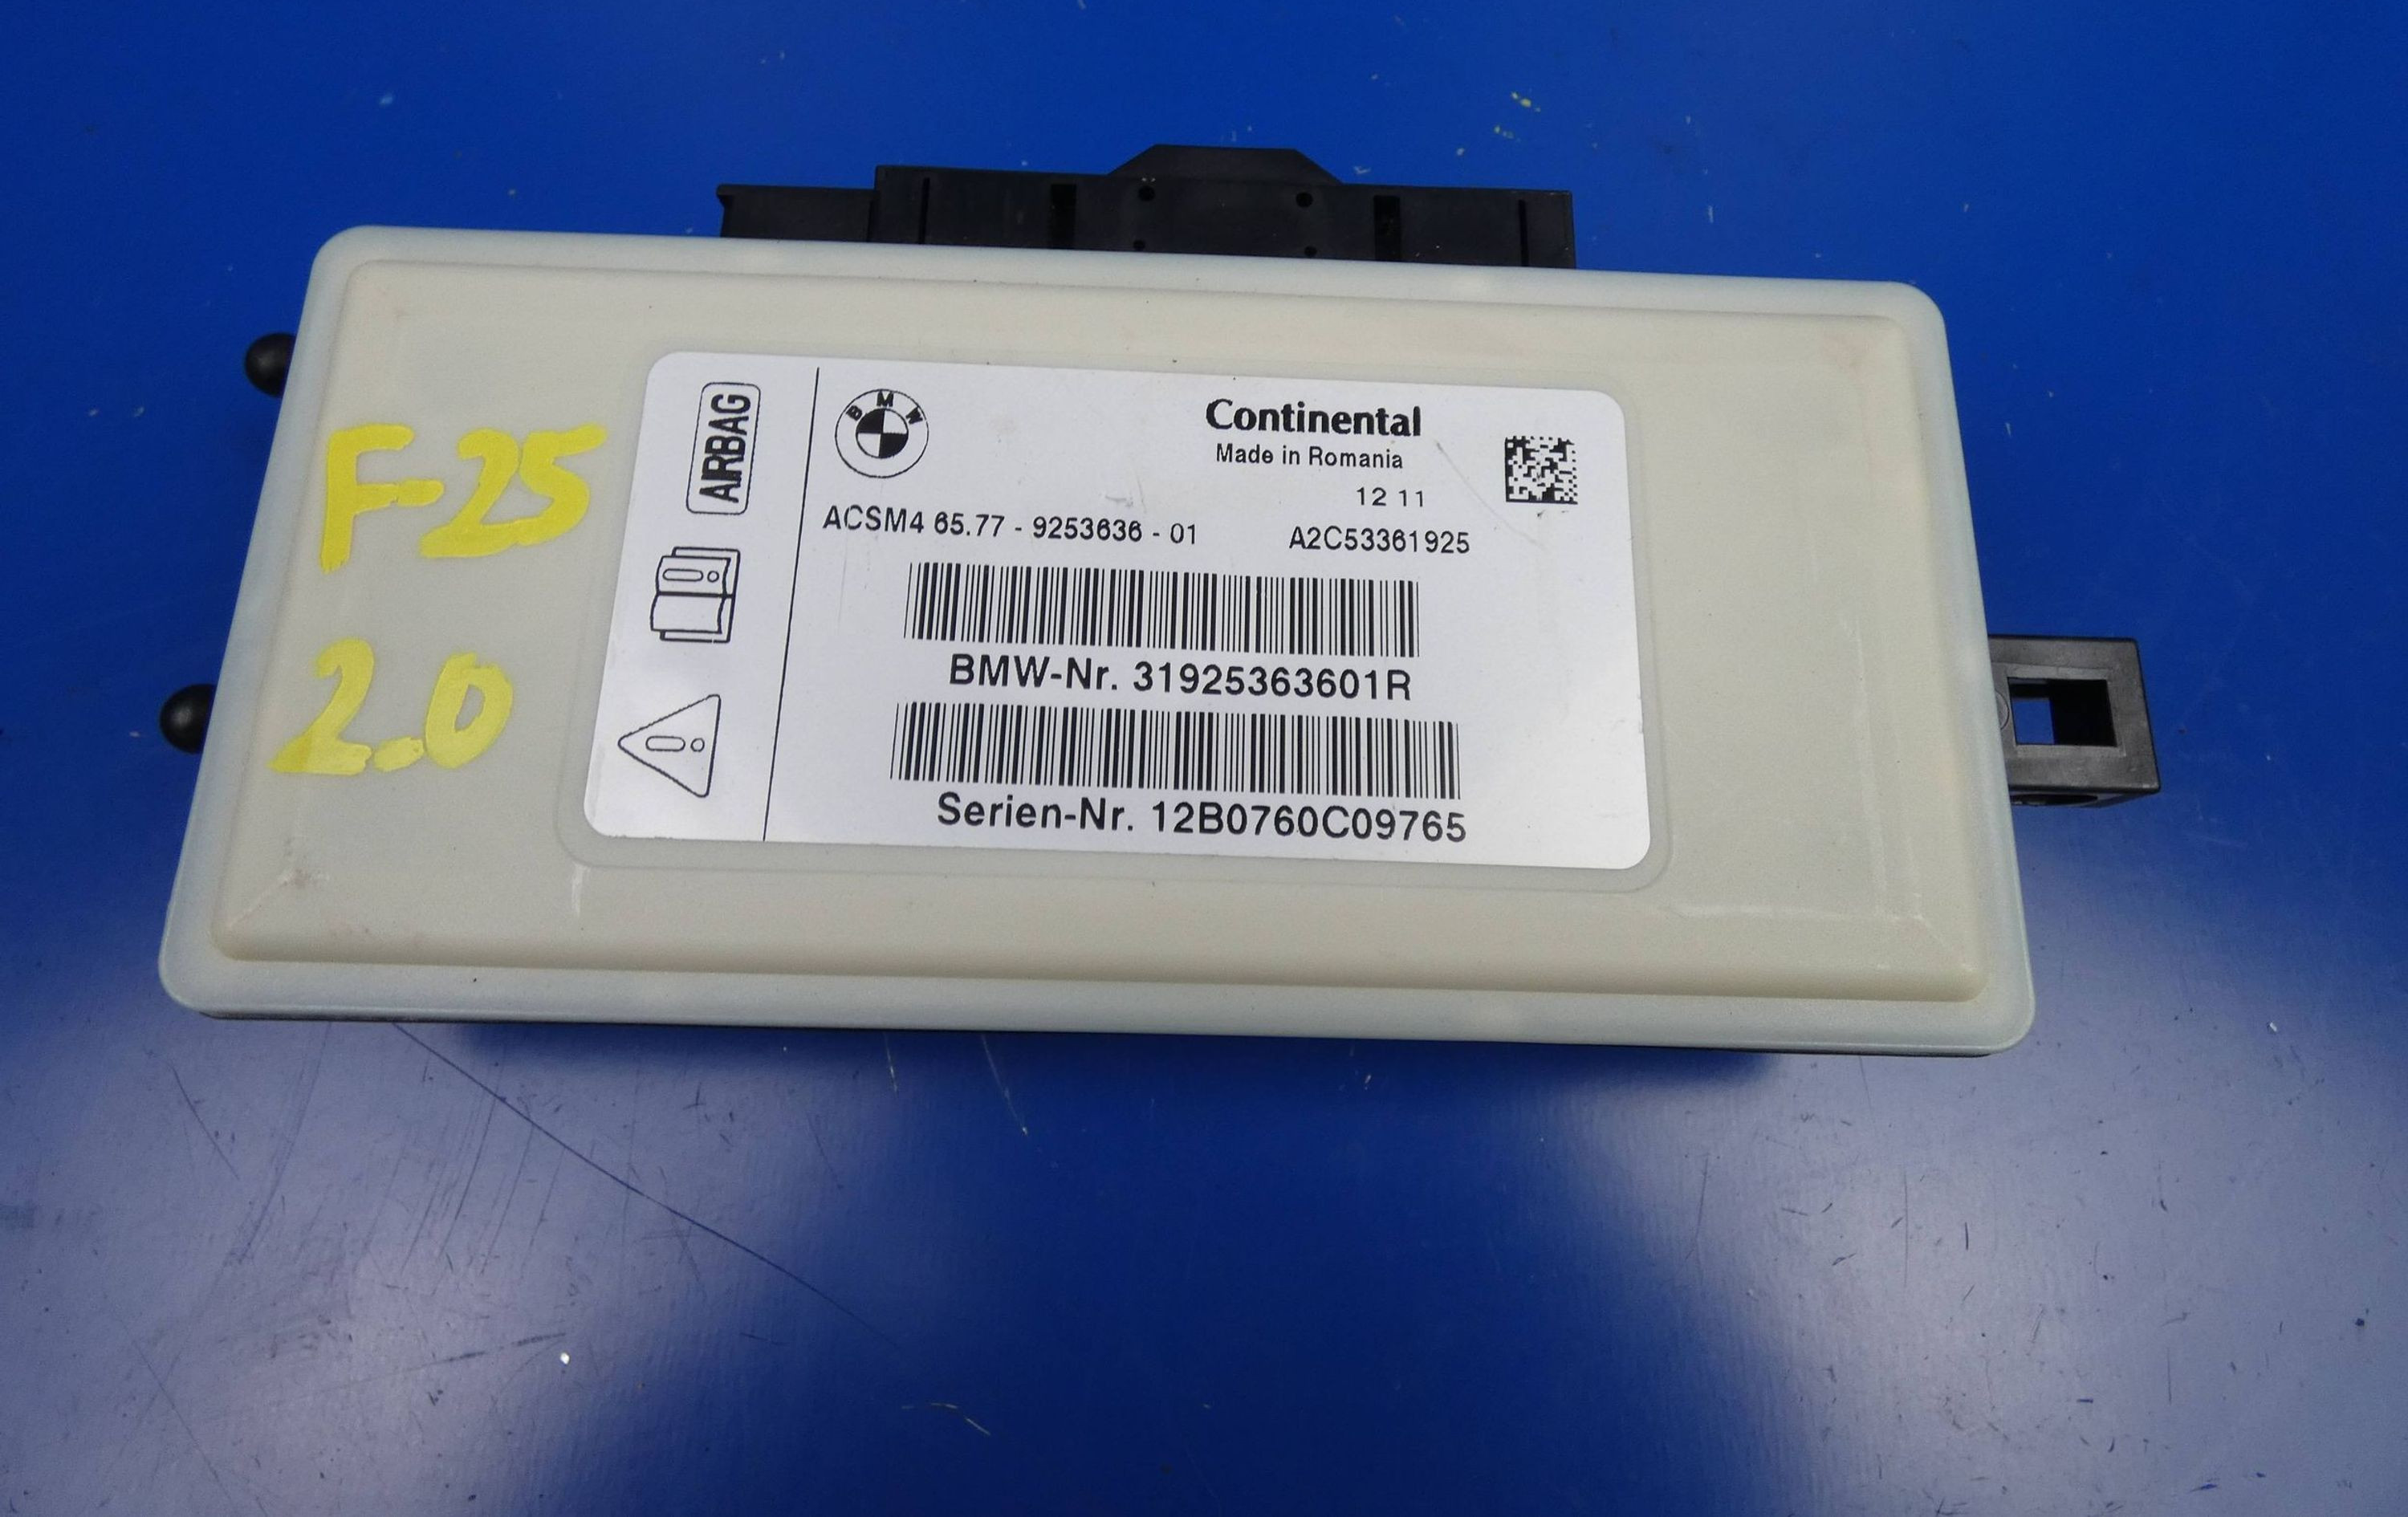 F-25
2.0
AIRBAG
BMW
Continental
Made in Romania
12 11
ACSM4 65.77 - 9253636 - 01
A2C53361925
BMW-Nr. 31925363601R
Serien-Nr. 12B0760C09765